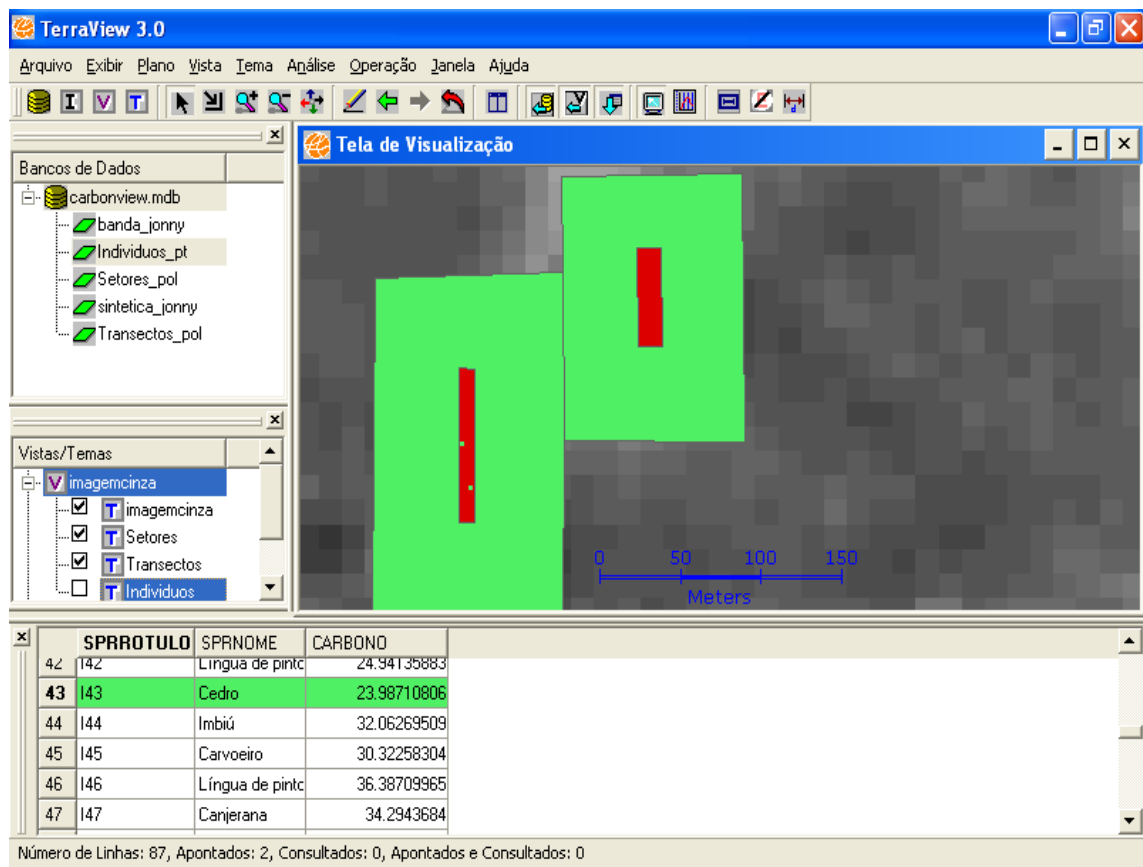 TerraView 3.0
Arquivo Exibir Plano Vista Tema Análise Operação Janela Ajuda
I V T
Bancos de Dados
carbonview.mdb
banda_jonny
Individuos_pt
Setores_pol
sintetica_jonny
Transectos_pol
Tela de Visualização
0 50 100 150
Meters
Vistas/Temas
V imagemcinza
T imagemcinza
T Setores
T Transectos
T Individuos
SPRROTULO SPRNOME CARBONO
42 I42 Língua de pinto 24.94135883
43 I43 Cedro 23.98710806
44 I44 Imbiú 32.06269509
45 I45 Carvoeiro 30.32258304
46 I46 Língua de pinto 36.38709965
47 I47 Canjerana 34.2943684
Número de Linhas: 87, Apontados: 2, Consultados: 0, Apontados e Consultados: 0